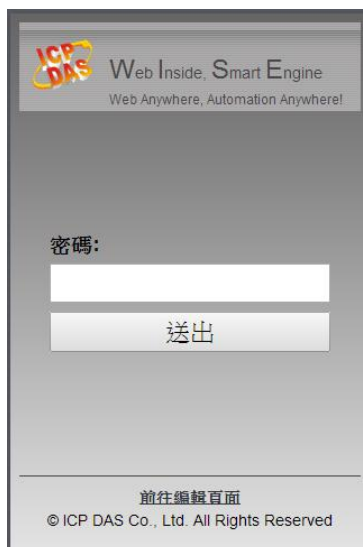 ICP
DAS
Web Inside, Smart Engine
Web Anywhere, Automation Anywhere!
密碼:
送出
前往編輯頁面
© ICP DAS Co., Ltd. All Rights Reserved